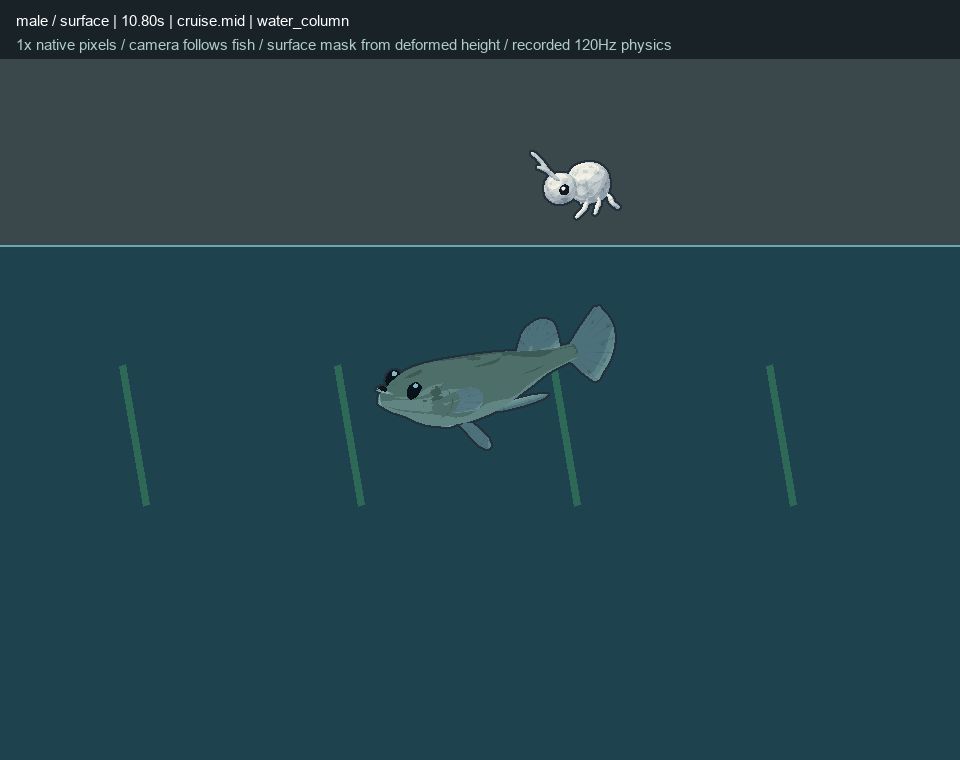 male / surface | 10.80s | cruise.mid | water_column
1x native pixels / camera follows fish / surface mask from deformed height / recorded 120Hz physics